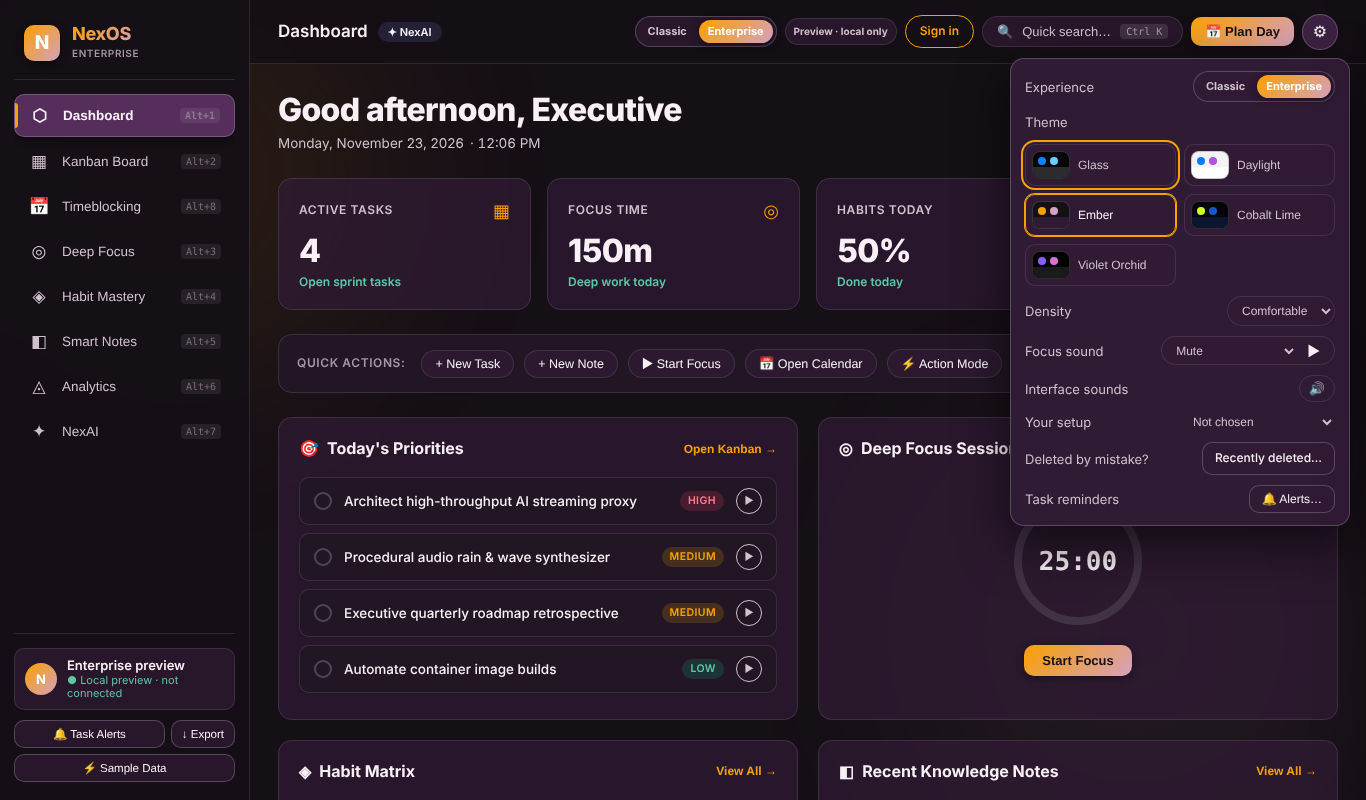 N
NexOS
ENTERPRISE
Dashboard Alt+1
Kanban Board Alt+2
Timeblocking Alt+8
Deep Focus Alt+3
Habit Mastery Alt+4
Smart Notes Alt+5
Analytics Alt+6
NexAI Alt+7
N
Enterprise preview
Local preview · not
connected
Task Alerts
↓ Export
Sample Data
Dashboard
✦ NexAI
Classic Enterprise
Preview · local only
Sign in
Quick search... Ctrl K
Plan Day
Good afternoon, Executive
Monday, November 23, 2026 · 12:06 PM
ACTIVE TASKS
4
Open sprint tasks
FOCUS TIME
150m
Deep work today
HABITS TODAY
50%
Done today
QUICK ACTIONS:
+ New Task
+ New Note
▶ Start Focus
Open Calendar
⚡ Action Mode
Today's Priorities
Open Kanban →
Architect high-throughput AI streaming proxy HIGH
Procedural audio rain & wave synthesizer MEDIUM
Executive quarterly roadmap retrospective MEDIUM
Automate container image builds LOW
Deep Focus Session
25:00
Start Focus
Habit Matrix
View All →
Recent Knowledge Notes
View All →
Experience Classic Enterprise
Theme
Glass
Daylight
Ember
Cobalt Lime
Violet Orchid
Density Comfortable
Focus sound Mute
Interface sounds
Your setup Not chosen
Deleted by mistake? Recently deleted...
Task reminders Alerts...